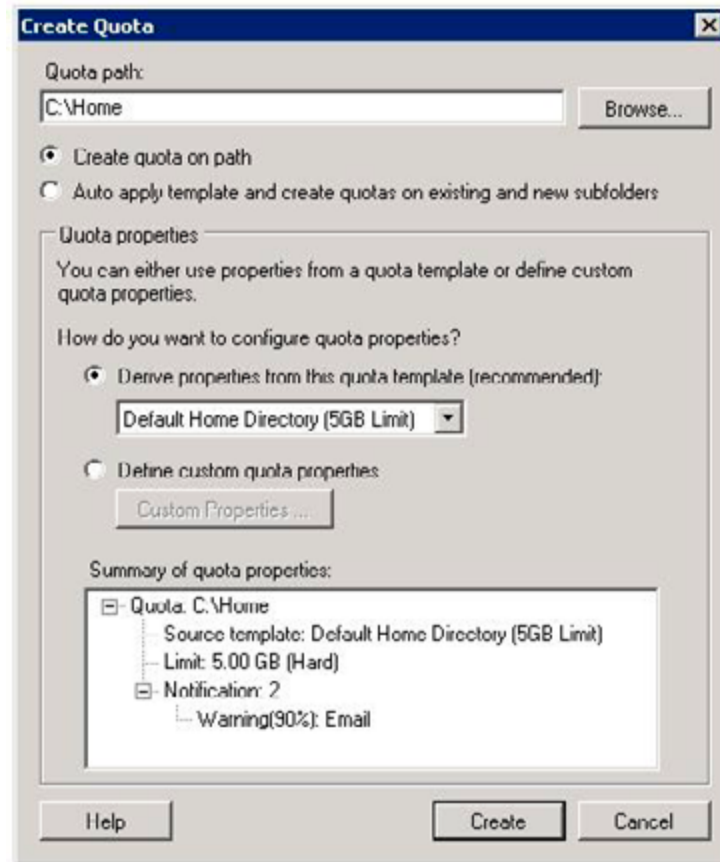 Create Quota
Quota path:
C:\Home
Browse...
Create quota on path
Auto apply template and create quotas on existing and new subfolders
Quota properties
You can either use properties from a quota template or define custom
quota properties.
How do you want to configure quota properties?
Derive properties from this quota template (recommended):
Default Home Directory (5GB Limit)
Define custom quota properties
Custom Properties ...
Summary of quota properties:
Quota: C:\Home
Source template: Default Home Directory (5GB Limit)
Limit: 5.00 GB (Hard)
Notification: 2
Warning(90%): Email
Help
Create
Cancel